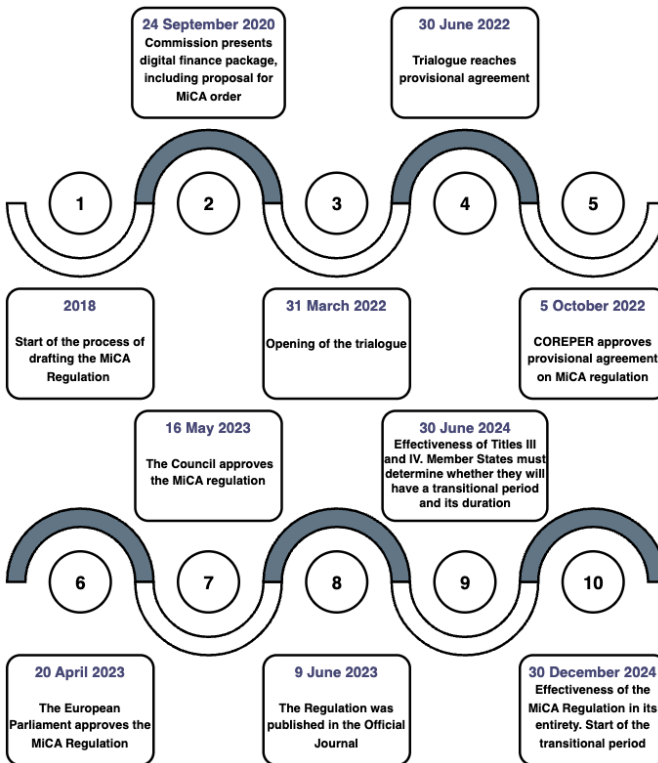 24 September 2020
Commission presents
digital finance package,
including proposal for
MiCA order
30 June 2022
Trialogue reaches
provisional agreement
1
2
3
4
5
2018
Start of the process of
drafting the MiCA
Regulation
31 March 2022
Opening of the trialogue
5 October 2022
COREPER approves
provisional agreement
on MiCA regulation
16 May 2023
The Council approves
the MiCA regulation
30 June 2024
Effectiveness of Titles III
and IV. Member States must
determine whether they will
have a transitional period
and its duration
6
7
8
9
10
20 April 2023
The European
Parliament approves the
MiCA Regulation
9 June 2023
The Regulation was
published in the Official
Journal
30 December 2024
Effectiveness of the
MiCA Regulation in its
entirety. Start of the
transitional period